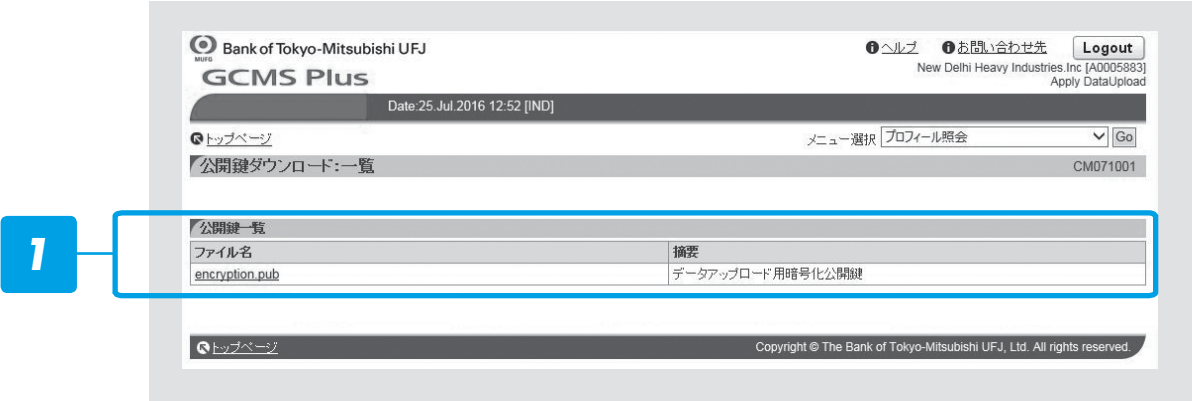 Bank of Tokyo-Mitsubishi UFJ ヘルプ お問い合わせ先 Logout
MUFG
New Delhi Heavy Industries.Inc [A0005883]
GCMS Plus
Apply DataUpload
Date:25.Jul.2016 12:52 [IND]
トップページ メニュー選択 プロフィール照会 Go
公開鍵ダウンロード:一覧 CM071001
公開鍵一覧
1
ファイル名 摘要
encryption.pub データアップロード用暗号化公開鍵
トップページ Copyright © The Bank of Tokyo-Mitsubishi UFJ, Ltd. All rights reserved.